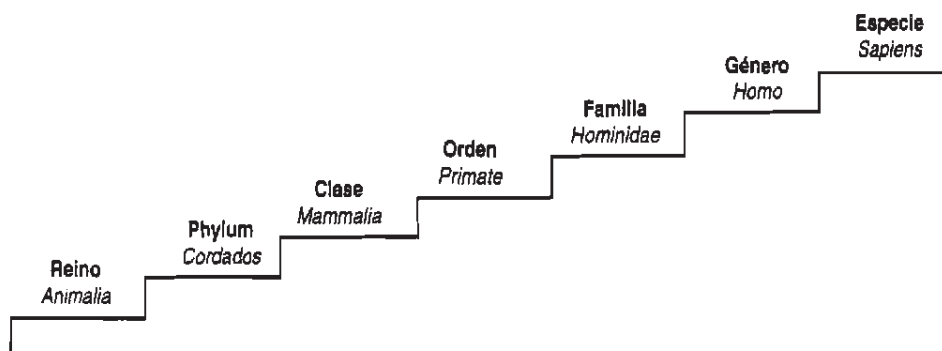 Reino
Animalia
Phylum
Cordados
Clase
Mammalia
Orden
Primate
Familia
Hominidae
Género
Homo
Especie
Sapiens